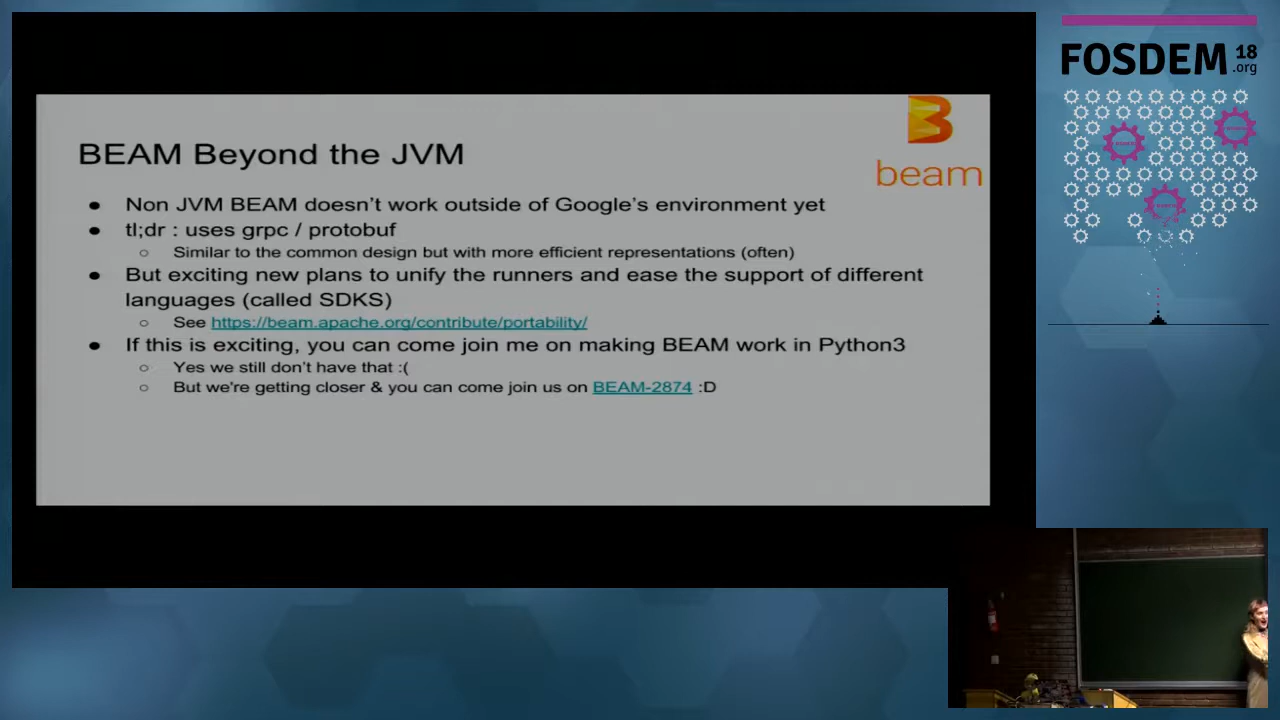 FOSDEM 18
.org
beam
BEAM Beyond the JVM
● Non JVM BEAM doesn't work outside of Google's environment yet
● tl;dr : uses grpc / protobuf
○ Similar to the common design but with more efficient representations (often)
● But exciting new plans to unify the runners and ease the support of different
languages (called SDKS)
○ See https://beam.apache.org/contribute/portability/
● If this is exciting, you can come join me on making BEAM work in Python3
○ Yes we still don't have that :(
○ But we're getting closer & you can come join us on BEAM-2874 :D